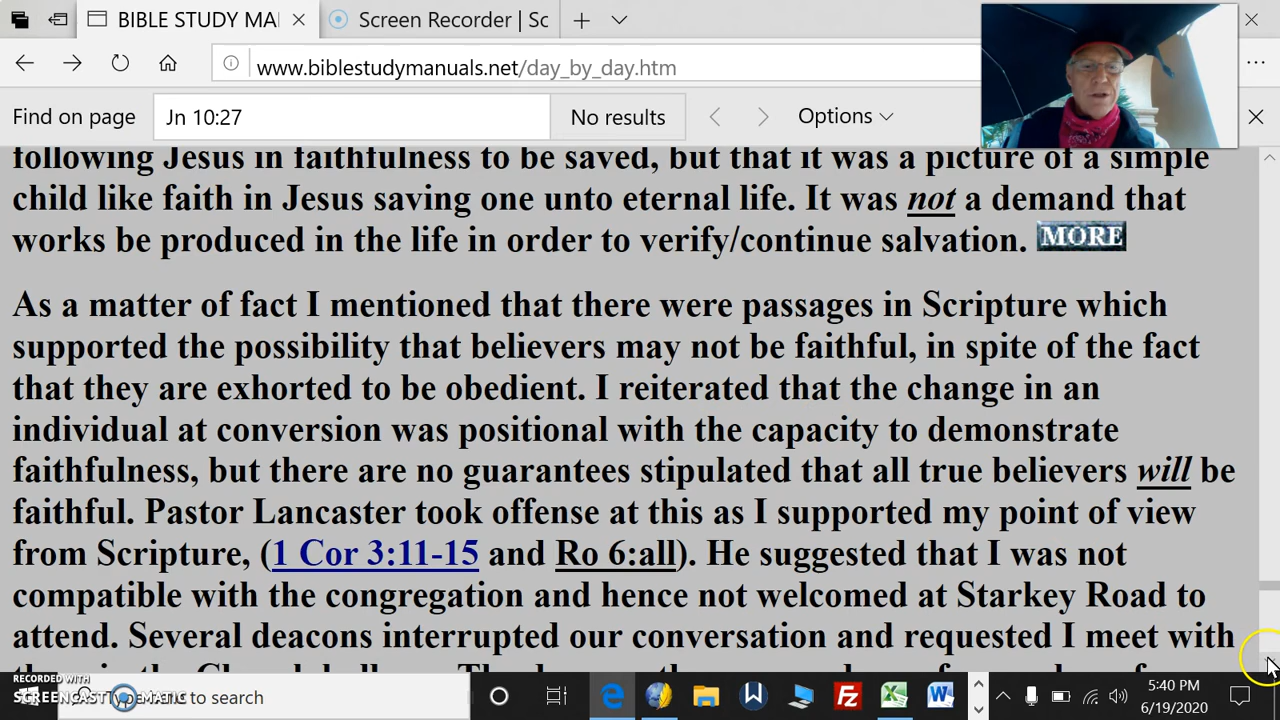 BIBLE STUDY MA
Screen Recorder | Sc
www.biblestudymanuals.net/day_by_day.htm
Find on page
Jn 10:27
No results
Options
following Jesus in faithfulness to be saved, but that it was a picture of a simple
child like faith in Jesus saving one unto eternal life. It was not a demand that
works be produced in the life in order to verify/continue salvation. MORE
As a matter of fact I mentioned that there were passages in Scripture which
supported the possibility that believers may not be faithful, in spite of the fact
that they are exhorted to be obedient. I reiterated that the change in an
individual at conversion was positional with the capacity to demonstrate
faithfulness, but there are no guarantees stipulated that all true believers will be
faithful. Pastor Lancaster took offense at this as I supported my point of view
from Scripture, (1 Cor 3:11-15 and Ro 6:all). He suggested that I was not
compatible with the congregation and hence not welcomed at Starkey Road to
attend. Several deacons interrupted our conversation and requested I meet with
RECORDED WITH
SCREENCAST MATIC
Type here to search
5:40 PM
6/19/2020